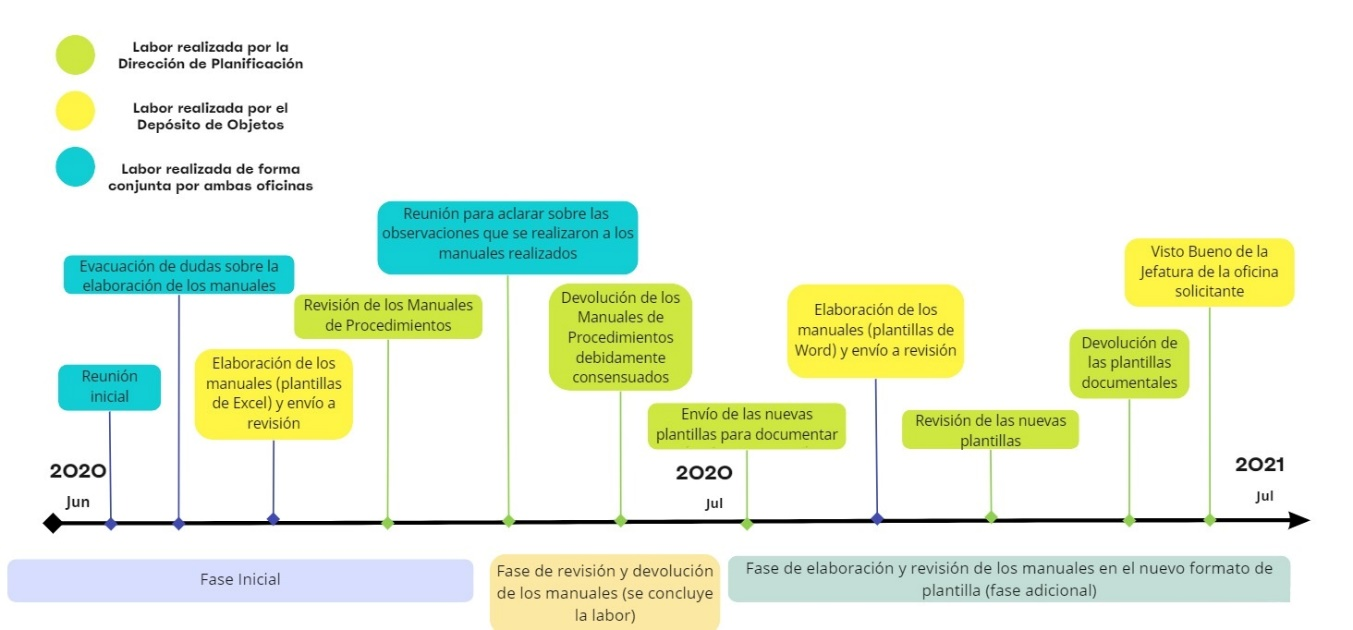 Labor realizada por la
Dirección de Planificación
Labor realizada por el
Depósito de Objetos
Labor realizada de forma
conjunta por ambas oficinas
Reunión
inicial
Evacuación de dudas sobre la
elaboración de los manuales
Elaboración de los
manuales (plantillas
de Excel) y envío a
revisión
Revisión de los Manuales
de Procedimientos
Reunión para aclarar sobre las
observaciones que se realizaron a los
manuales realizados
Devolución de los
Manuales de
Procedimientos
debidamente
consensuados
Envío de las nuevas
plantillas para documentar
Elaboración de los
manuales (plantillas de
Word) y envío a revisión
Revisión de las nuevas
plantillas
Devolución de
las plantillas
documentales
Visto Bueno de la
Jefatura de la oficina
solicitante
2020
Jun
2020
Jul
2021
Jul
Fase Inicial
Fase de revisión y devolución
de los manuales (se concluye
la labor)
Fase de elaboración y revisión de los manuales en el nuevo formato de
plantilla (fase adicional)